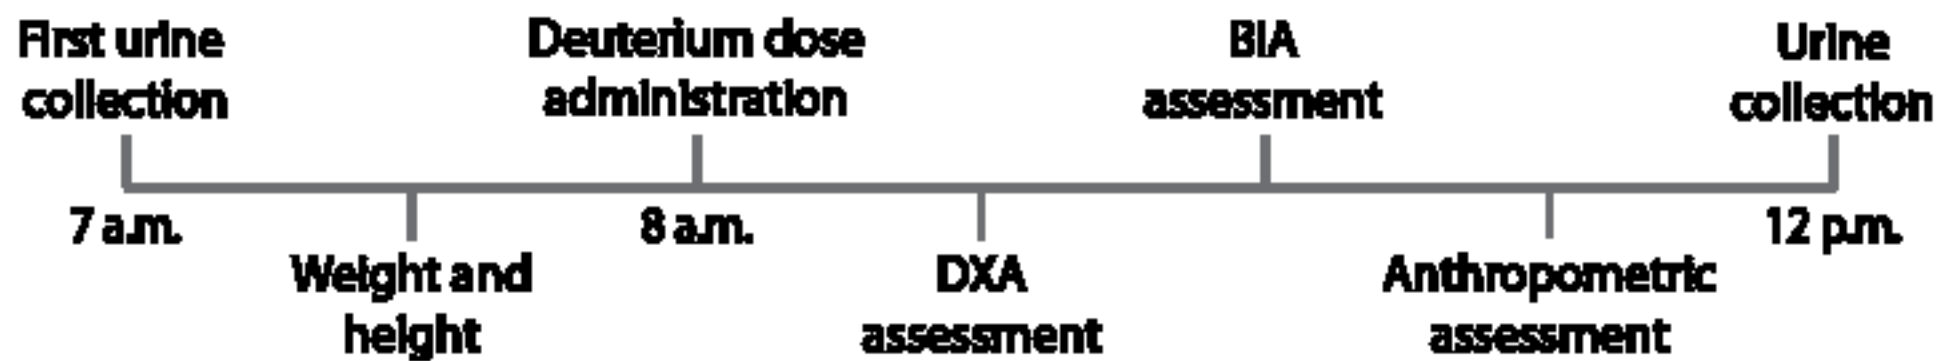 First urine
collection
Deuterium dose
administration
BIA
assessment
Urine
collection
7 a.m.
8 a.m.
12 p.m.
Weight and
height
DXA
assessment
Anthropometric
assessment